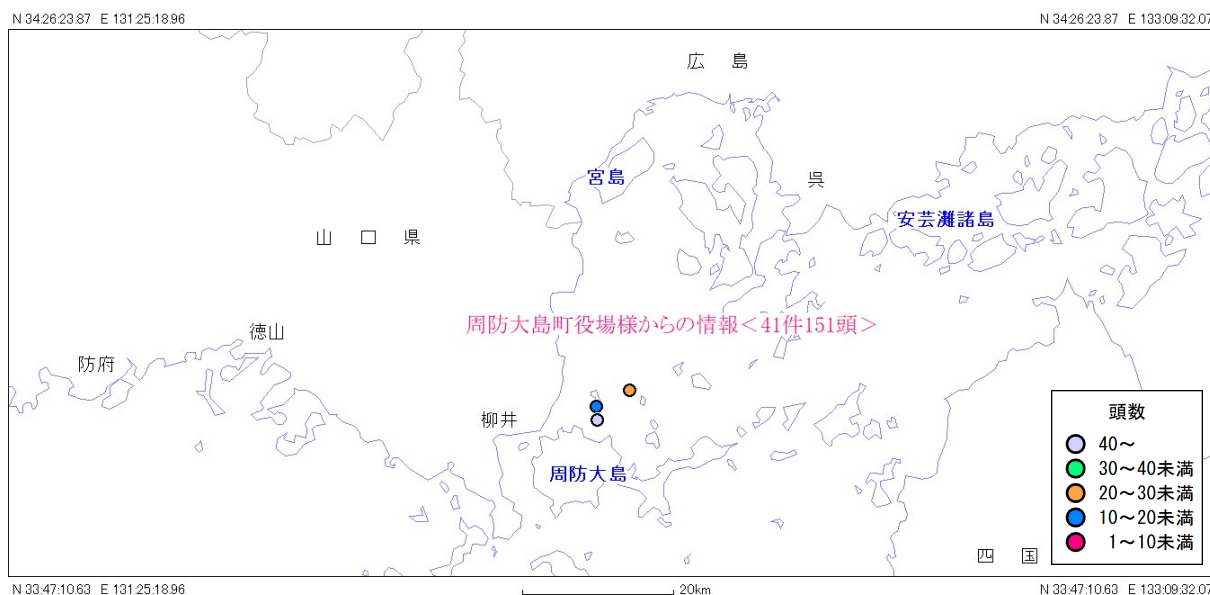 N 34:26:23.87 E 131:25:18.96
N 34:26:23.87 E 133:09:32.07
広 島
宮島
呉
安芸灘諸島
山 口 県
周防大島町役場様からの情報＜41件151頭＞
徳山
防府
柳井
周防大島
頭数
40～
30～40未満
20～30未満
10～20未満
1～10未満
四 国
N 33:47:10.63 E 131:25:18.96
20km
N 33:47:10.63 E 133:09:32.07